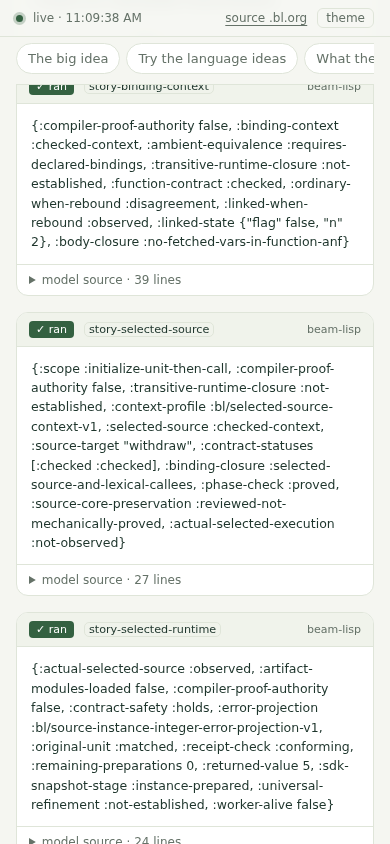 live · 11:09:38 AM
source .bl.org
theme
The big idea
Try the language ideas
What the
✓ ran
story-binding-context
beam-lisp
{:compiler-proof-authority false, :binding-context
:checked-context, :ambient-equivalence :requires-
declared-bindings, :transitive-runtime-closure :not-
established, :function-contract :checked, :ordinary-
when-rebound :disagreement, :linked-when-
rebound :observed, :linked-state {"flag" false, "n"
2}, :body-closure :no-fetched-vars-in-function-anf}
▶ model source · 39 lines
✓ ran
story-selected-source
beam-lisp
{:scope :initialize-unit-then-call, :compiler-proof-
authority false, :transitive-runtime-closure :not-
established, :context-profile :bl/selected-source-
context-v1, :selected-source :checked-context,
:source-target "withdraw", :contract-statuses
[:checked :checked], :binding-closure :selected-
source-and-lexical-callees, :phase-check :proved,
:source-core-preservation :reviewed-not-
mechanically-proved, :actual-selected-execution
:not-observed}
▶ model source · 27 lines
✓ ran
story-selected-runtime
beam-lisp
{:actual-selected-source :observed, :artifact-
modules-loaded false, :compiler-proof-authority
false, :contract-safety :holds, :error-projection
:bl/source-instance-integer-error-projection-v1,
:original-unit :matched, :receipt-check :conforming,
:remaining-preparations 0, :returned-value 5, :sdk-
snapshot-stage :instance-prepared, :universal-
refinement :not-established, :worker-alive false}
▶ model source · 24 lines